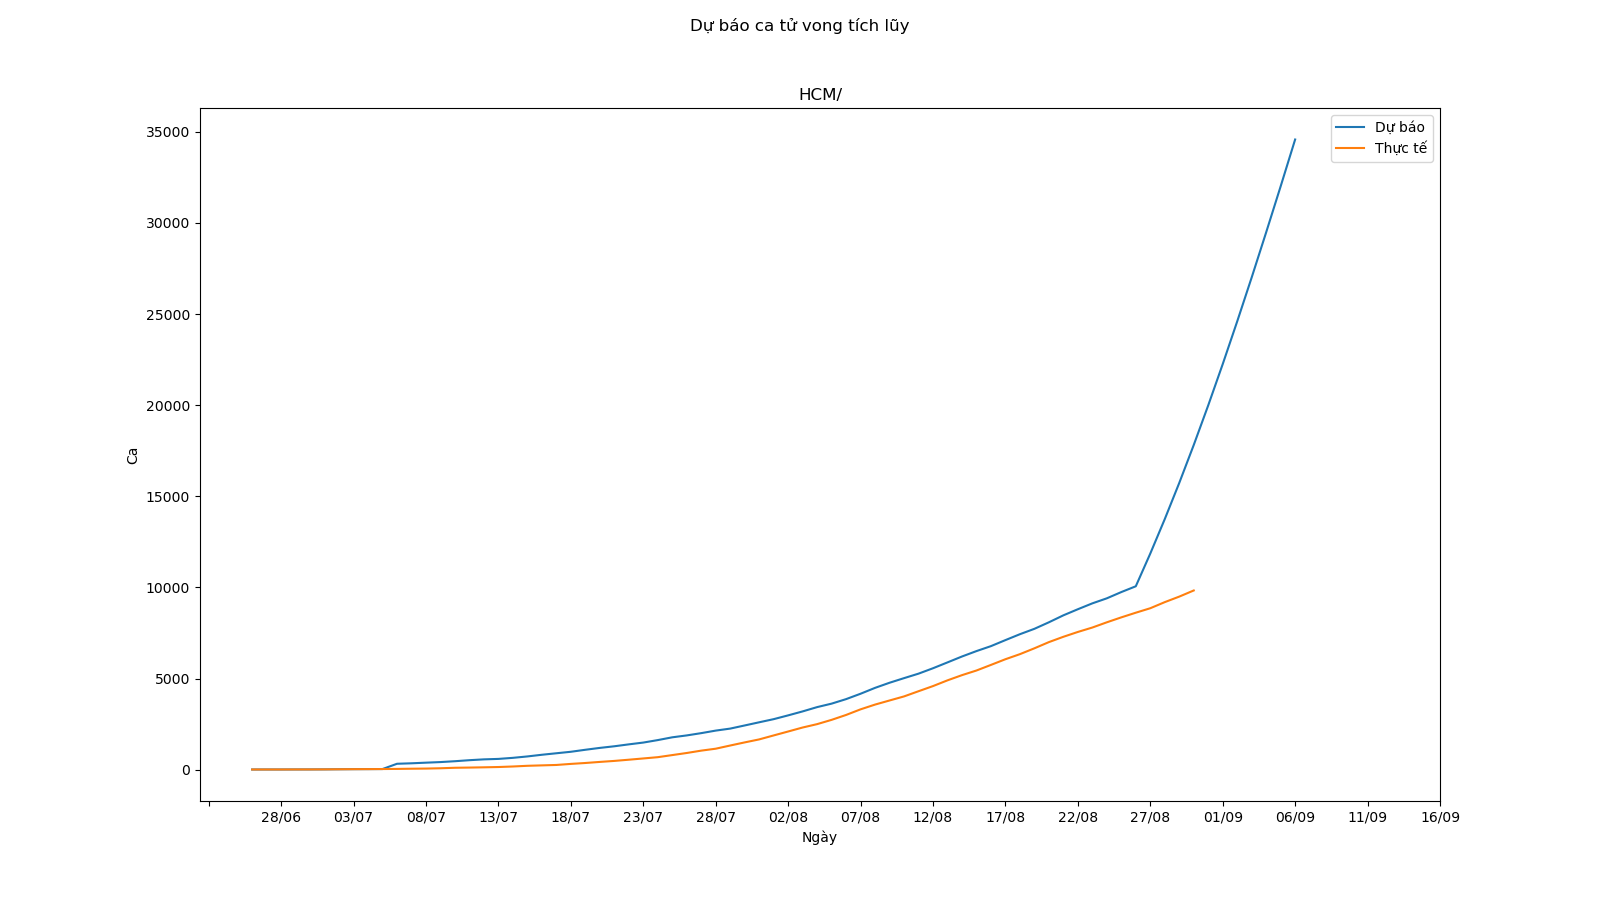 Dự báo ca tử vong tích lũy
HCM/
Dự báo
Thực tế
35000
30000
25000
20000
15000
10000
5000
0
Ca
28/06 03/07 08/07 13/07 18/07 23/07 28/07 02/08 07/08 12/08 17/08 22/08 27/08 01/09 06/09 11/09 16/09
Ngày